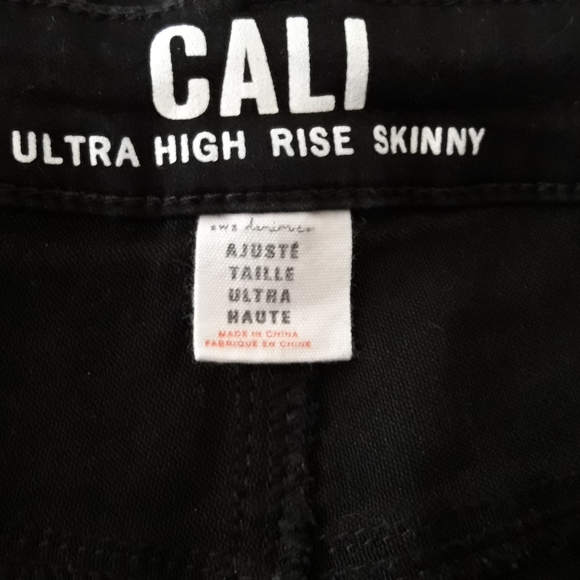 CALI
ULTRA HIGH RISE SKINNY
AJUSTÉ
TAILLE
ULTRA
HAUTE
MADE IN CHINA
FABRIQUÉ EN CHINE